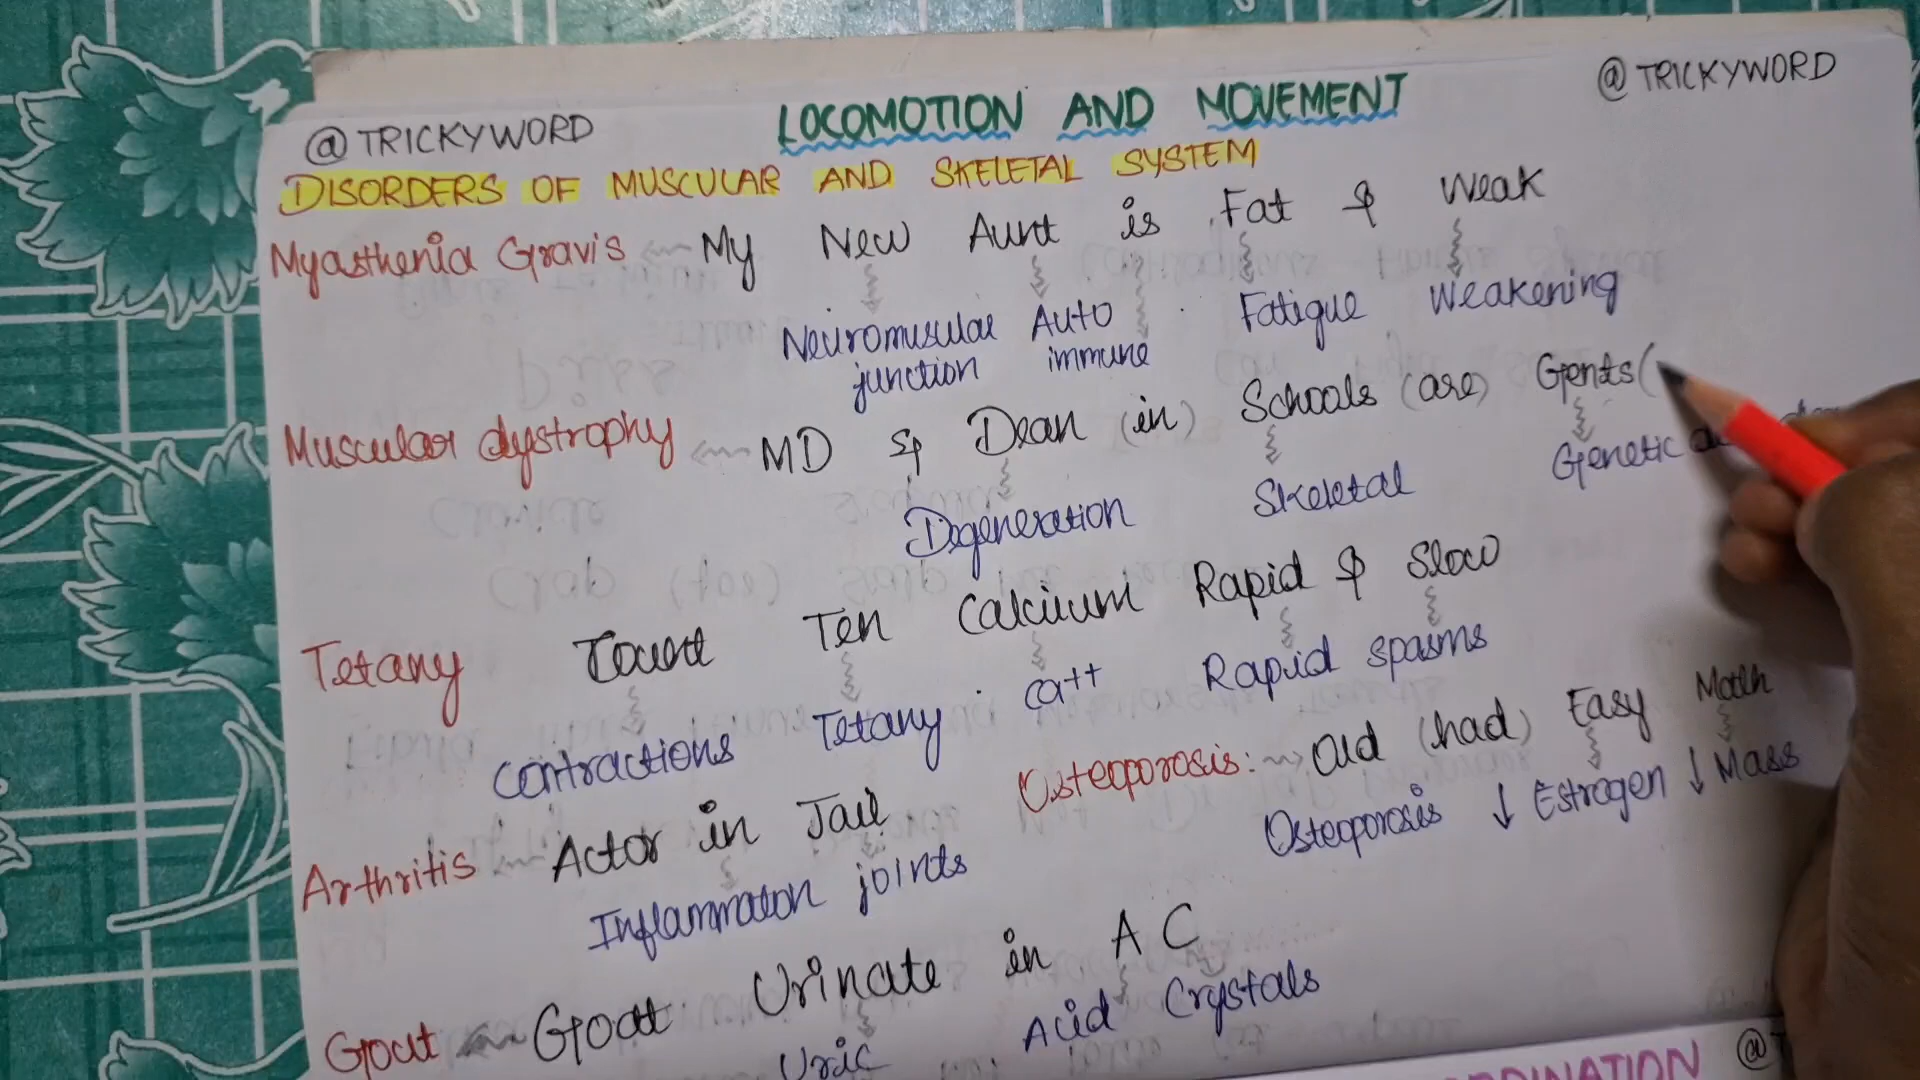 @TRICKYWORD
LOCOMOTION AND MOVEMENT
@TRICKYWORD
DISORDERS OF MUSCULAR AND SKELETAL SYSTEM
Myasthenia Gravis My New Aunt is Fat & Weak
Neuromuscular Auto Fatigue Weakening
junction immune
Muscular dystrophy MD & Dean (in) Schools (are) Gents(
Degeneration Skeletal Genetic
Tetany Count Ten Calcium Rapid & Slow
contractions Tetany Ca++ Rapid spasms
Osteoporosis: Old (had) Easy Math
Osteoporosis ↓ Estrogen ↓ Mass
Arthritis Actor in Jail
Inflammation joints
Gout Goat Urinate in A C
Uric Acid Crystals